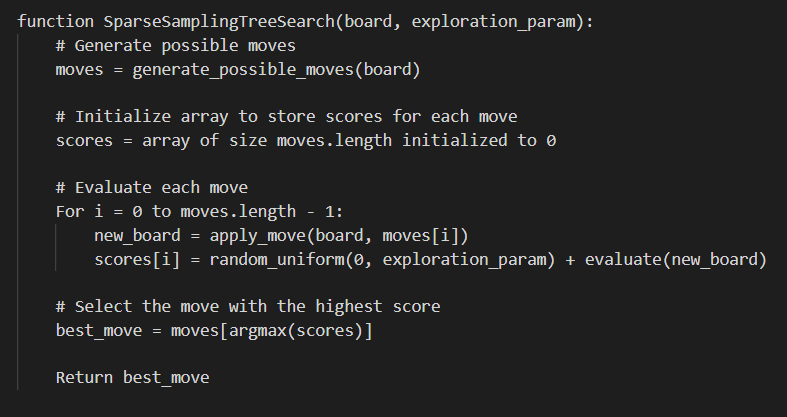 function SparseSamplingTreeSearch(board, exploration_param):
    # Generate possible moves
    moves = generate_possible_moves(board)

    # Initialize array to store scores for each move
    scores = array of size moves.length initialized to 0

    # Evaluate each move
    For i = 0 to moves.length - 1:
        new_board = apply_move(board, moves[i])
        scores[i] = random_uniform(0, exploration_param) + evaluate(new_board)

    # Select the move with the highest score
    best_move = moves[argmax(scores)]

    Return best_move